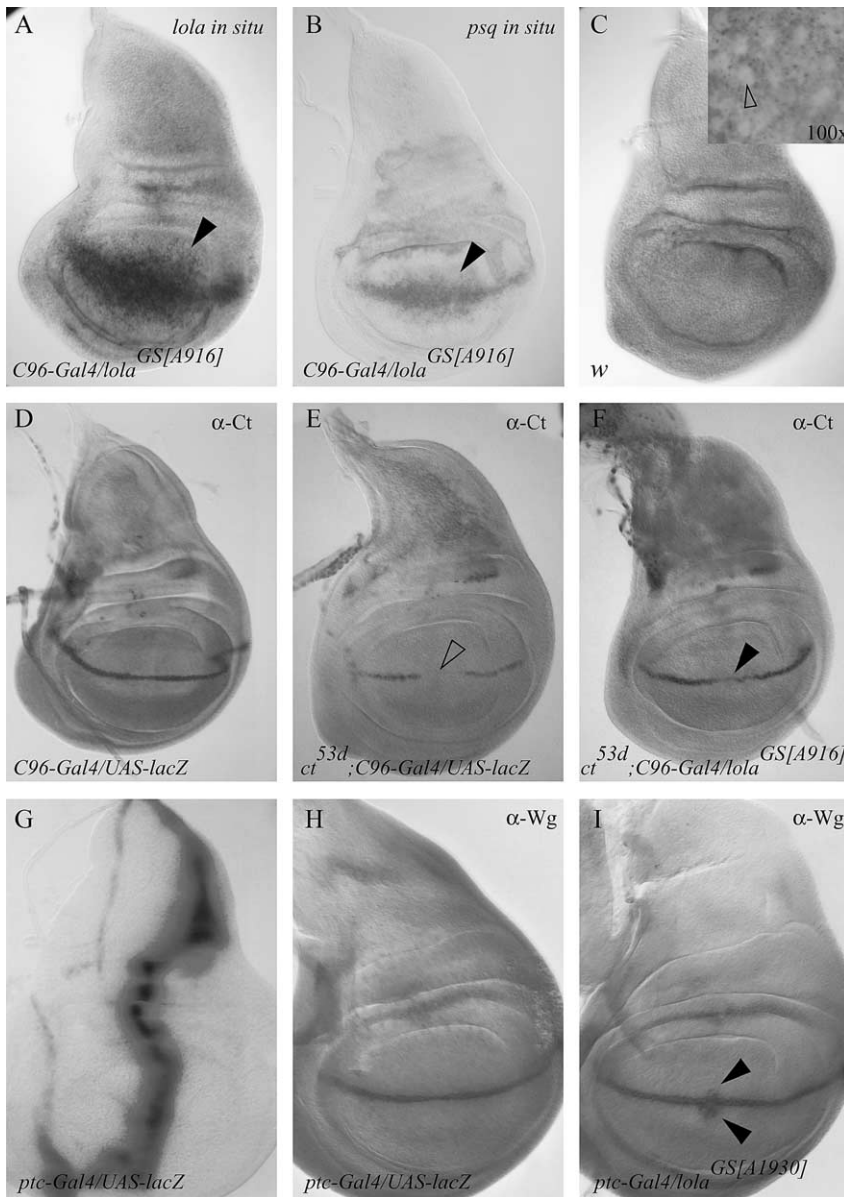 A
lola in situ
C96-Gal4/lola GS[A916]
B
psq in situ
C96-Gal4/lola GS[A916]
C
100x
w
D
α-Ct
C96-Gal4/UAS-lacZ
E
α-Ct
ct 53d ;C96-Gal4/UAS-lacZ
F
α-Ct
ct 53d ;C96-Gal4/lola GS[A916]
G
ptc-Gal4/UAS-lacZ
H
α-Wg
ptc-Gal4/UAS-lacZ
I
α-Wg
ptc-Gal4/lola GS[A1930]